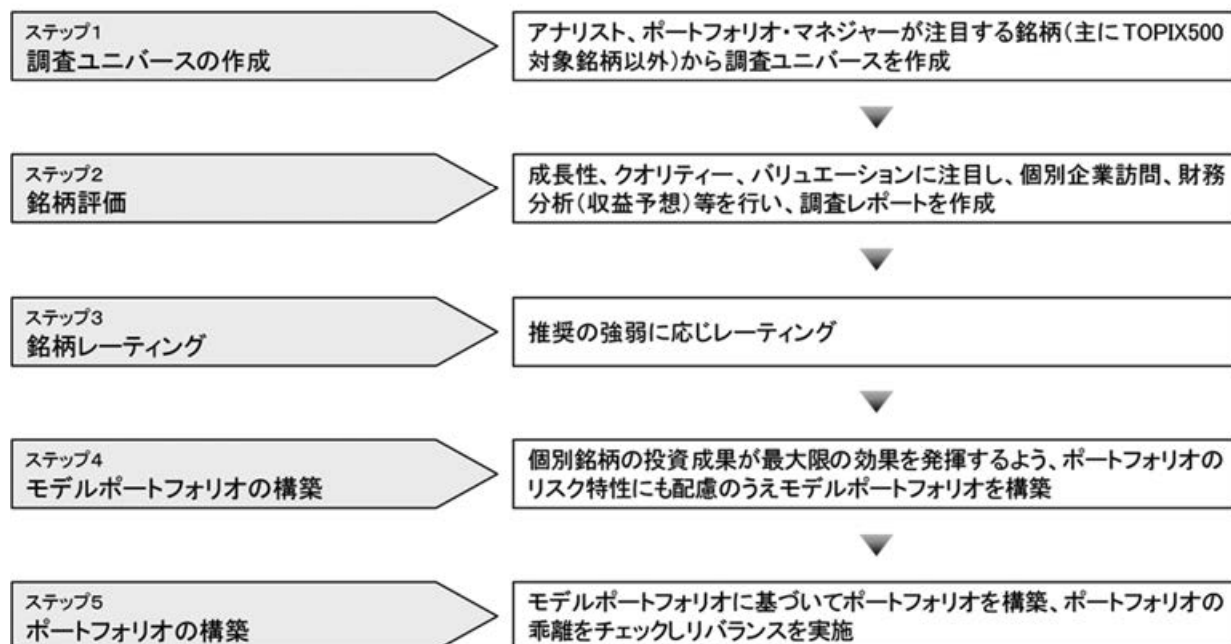 ステップ1
調査ユニバースの作成
アナリスト、ポートフォリオ・マネジャーが注目する銘柄(主にTOPIX500
対象銘柄以外)から調査ユニバースを作成
ステップ2
銘柄評価
成長性、クオリティー、バリュエーションに注目し、個別企業訪問、財務
分析(収益予想)等を行い、調査レポートを作成
ステップ3
銘柄レーティング
推奨の強弱に応じレーティング
ステップ4
モデルポートフォリオの構築
個別銘柄の投資成果が最大限の効果を発揮するよう、ポートフォリオの
リスク特性にも配慮のうえモデルポートフォリオを構築
ステップ5
ポートフォリオの構築
モデルポートフォリオに基づいてポートフォリオを構築、ポートフォリオの
乖離をチェックしリバランスを実施